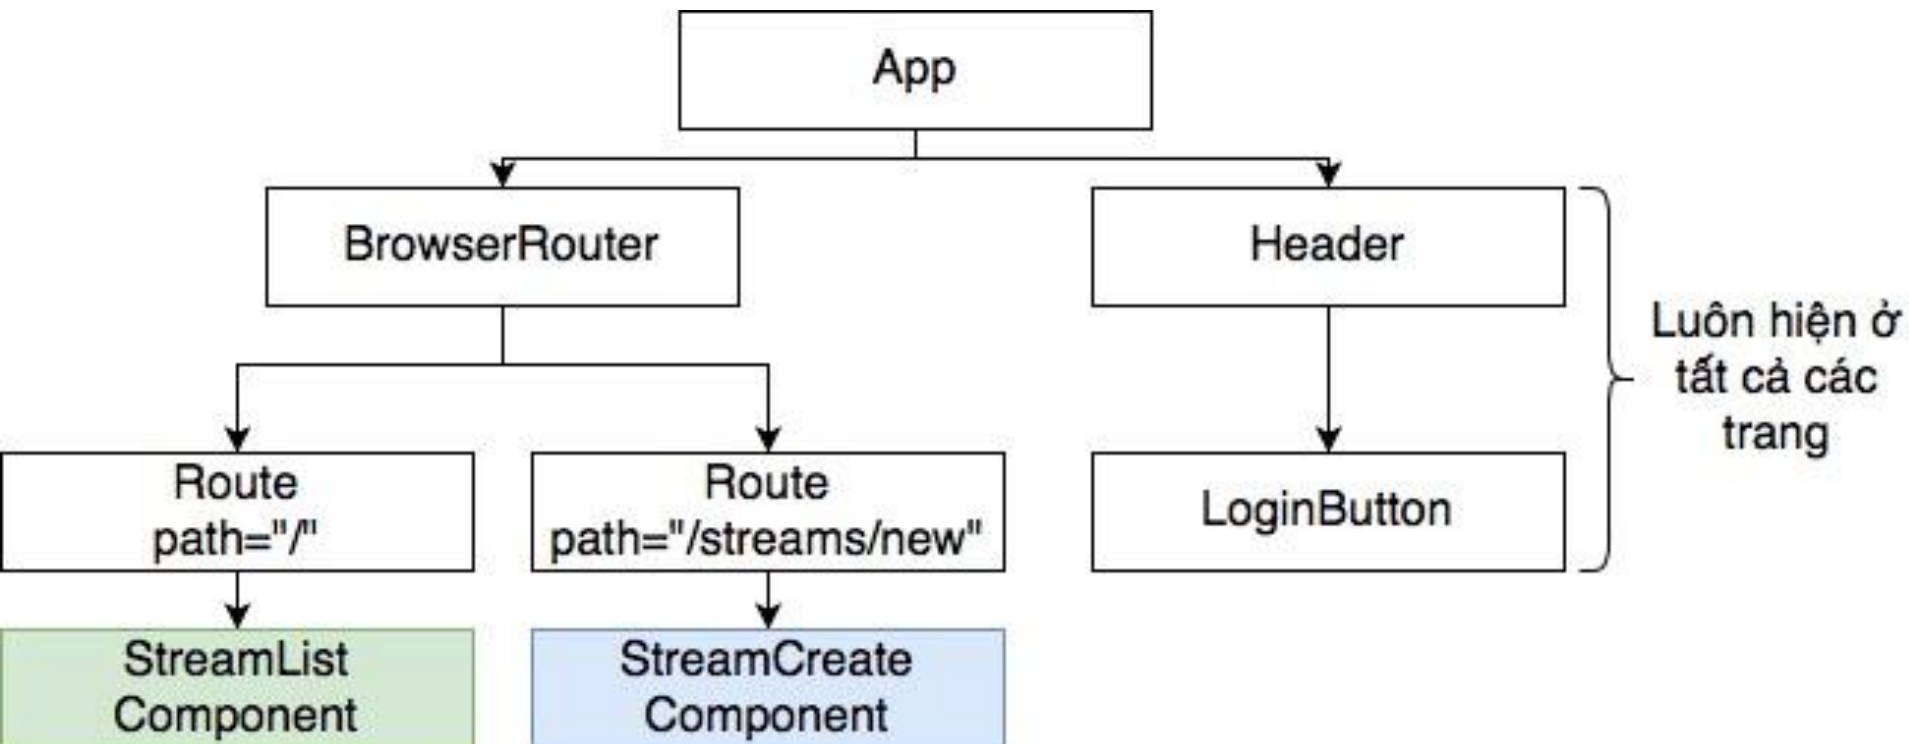 App
BrowserRouter
Header
Luôn hiện ở
tất cả các
trang
Route
path="/"
Route
path="/streams/new"
LoginButton
StreamList
Component
StreamCreate
Component